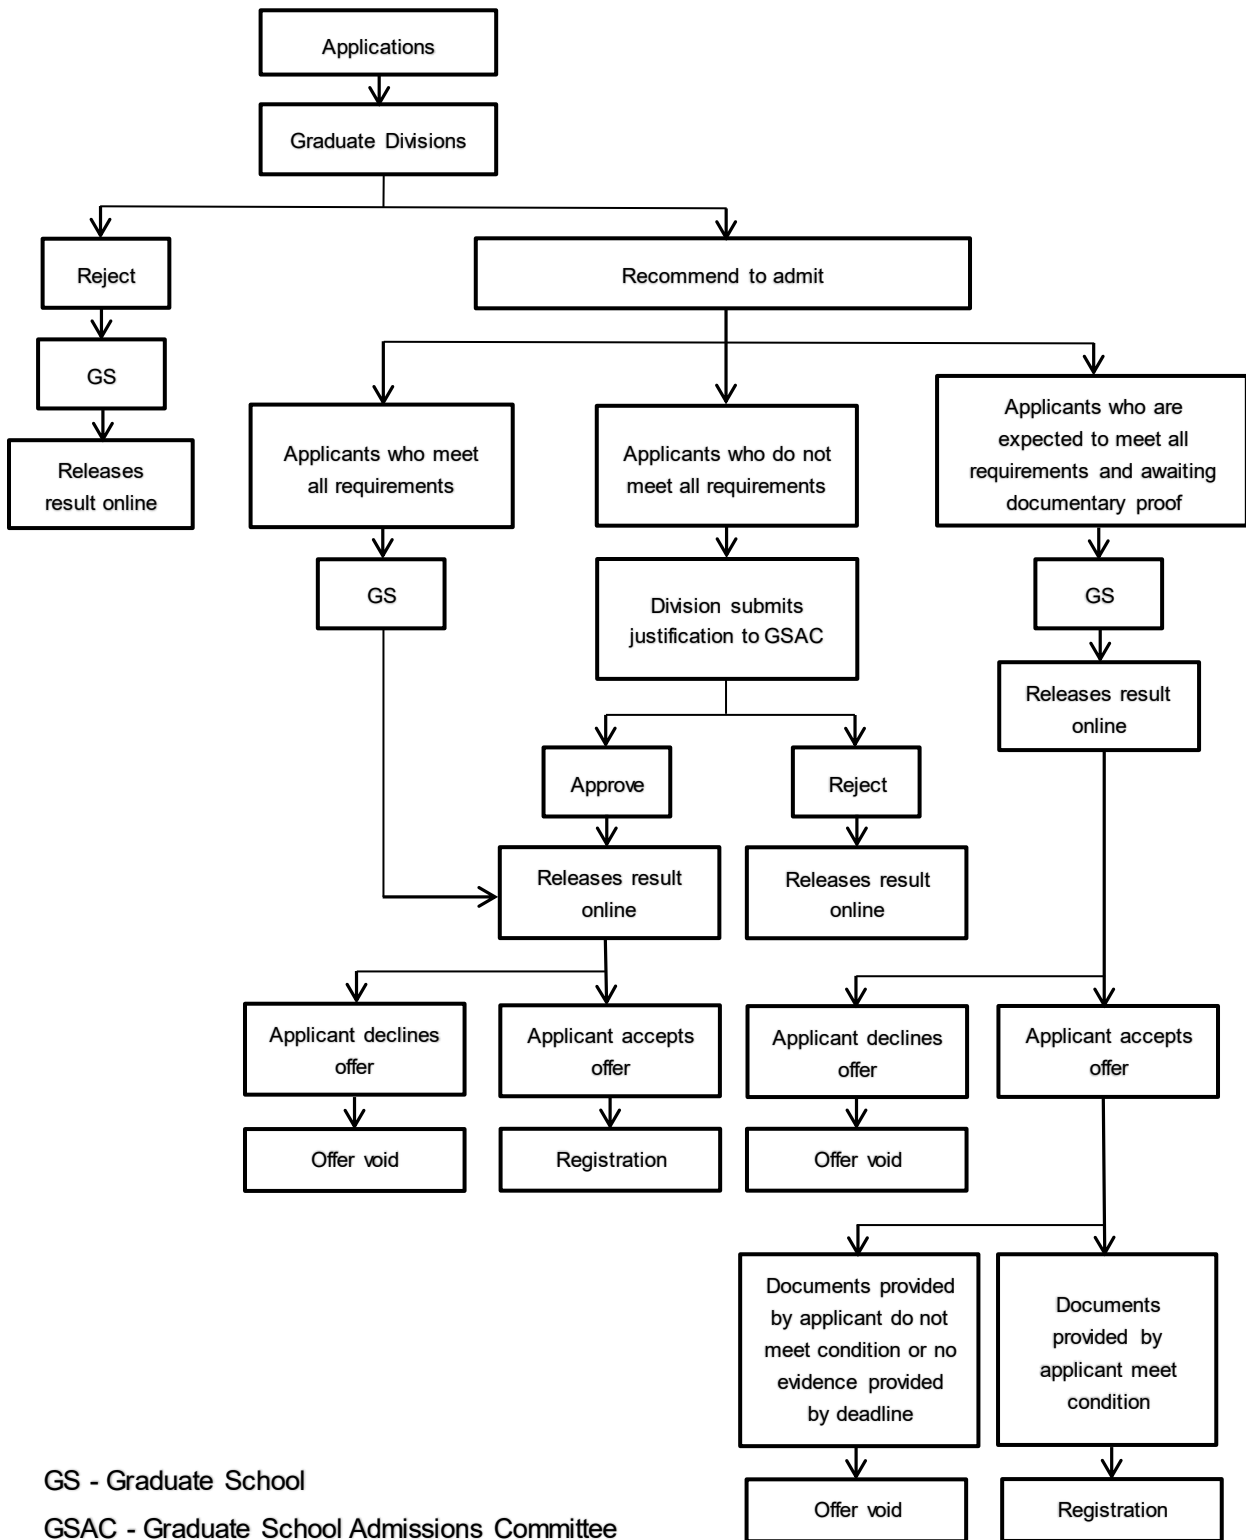 Applications
Graduate Divisions
Reject
Recommend to admit
GS
Releases
result online
Applicants who meet
all requirements
Applicants who do not
meet all requirements
Applicants who are
expected to meet all
requirements and awaiting
documentary proof
GS
Division submits
justification to GSAC
GS
Releases result
online
Approve
Reject
Releases result
online
Releases result
online
Applicant declines
offer
Applicant accepts
offer
Applicant declines
offer
Applicant accepts
offer
Offer void
Registration
Offer void
Documents provided
by applicant do not
meet condition or no
evidence provided
by deadline
Documents
provided by
applicant meet
condition
Offer void
Registration
GS - Graduate School
GSAC - Graduate School Admissions Committee